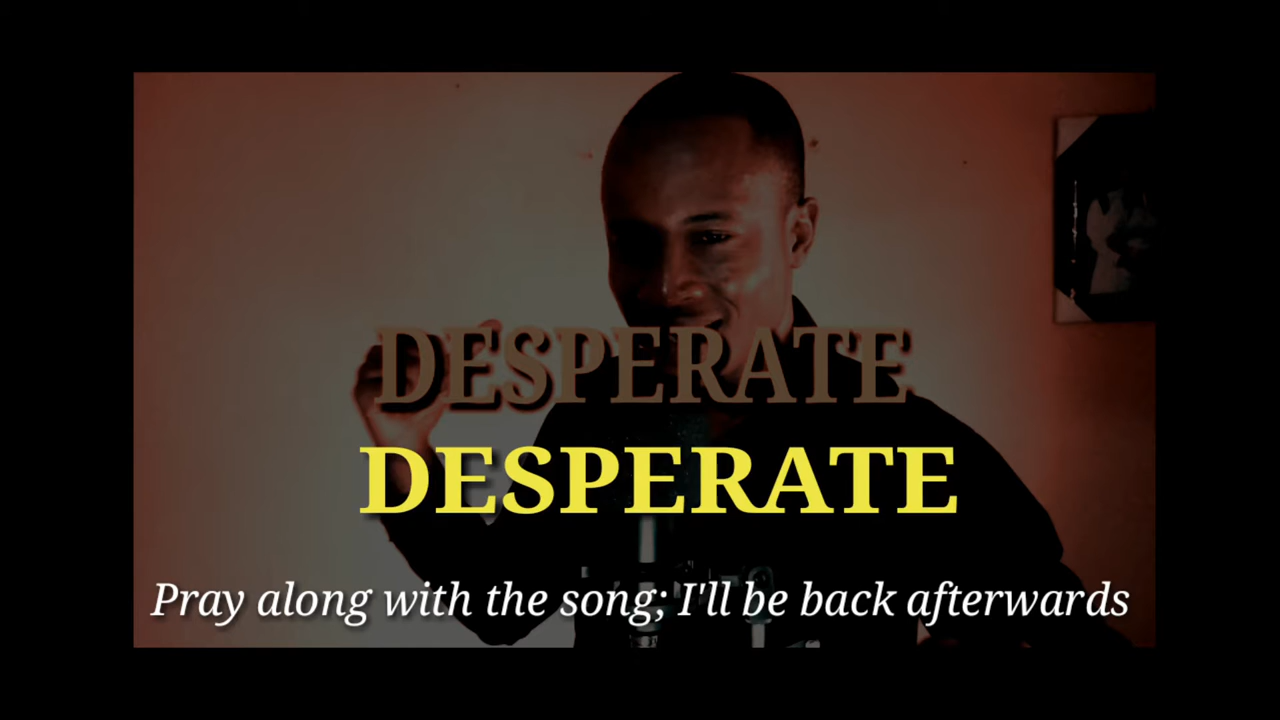 DESPERATE
DESPERATE
Pray along with the song; I'll be back afterwards